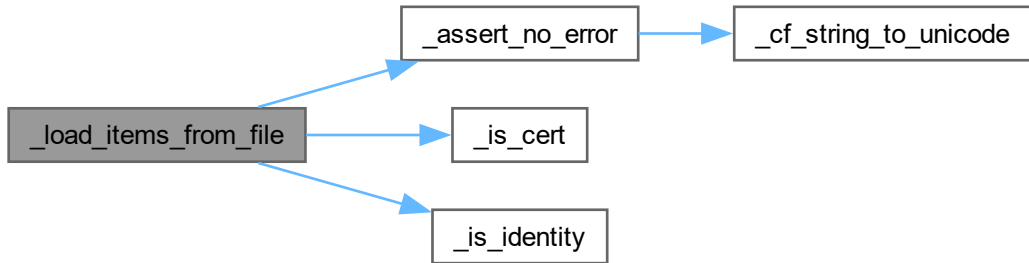 _assert_no_error
_cf_string_to_unicode
_load_items_from_file
_is_cert
_is_identity